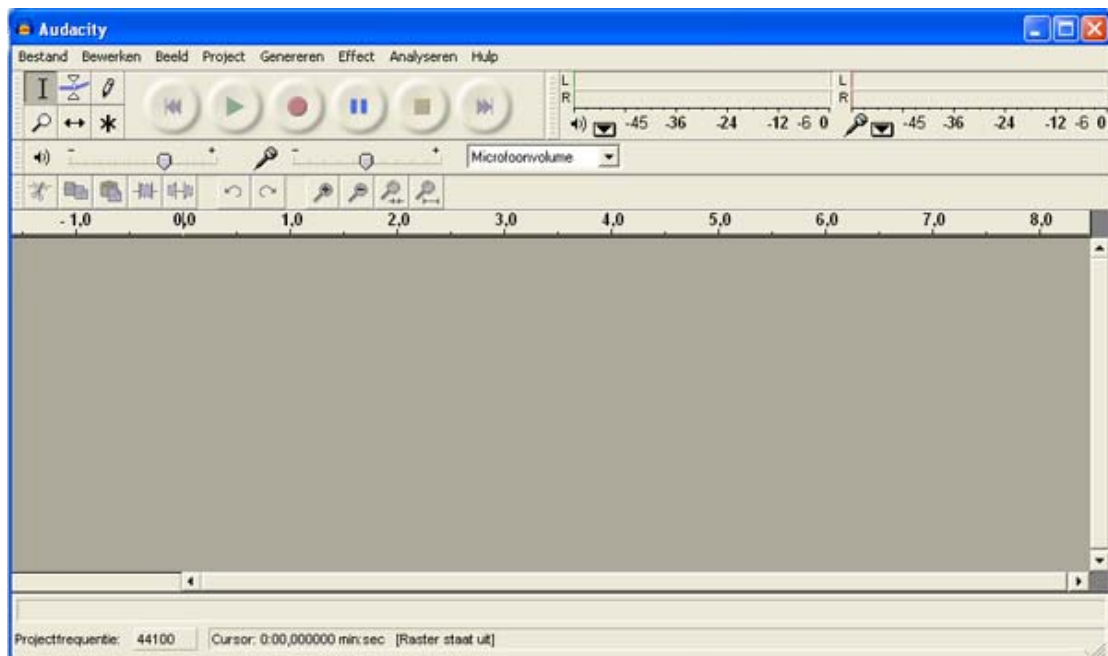 Audacity
Bestand Bewerken Beeld Project Genereren Effect Analyseren Hulp
L
R
-45 -36 -24 -12 -6 0
L
R
-45 -36 -24 -12 -6 0
- + - + Microfoonvolume
- 1,0 0,0 1,0 2,0 3,0 4,0 5,0 6,0 7,0 8,0
Projectfrequentie: 44100 Cursor: 0:00,000000 min:sec [Raster staat uit]